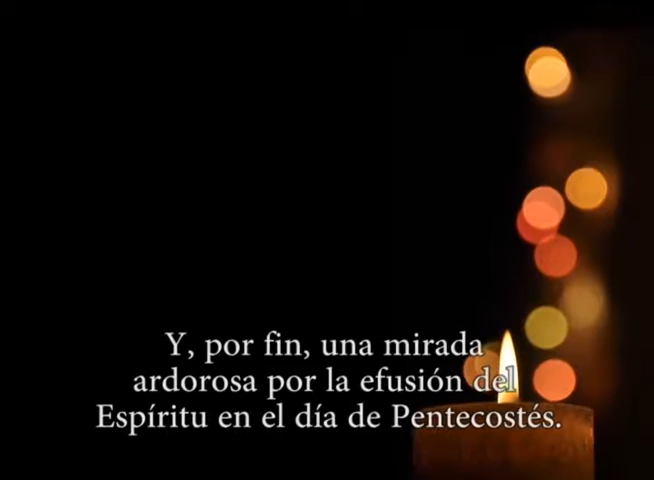 Y, por fin, una mirada
ardorosa por la efusión del
Espíritu en el día de Pentecostés.